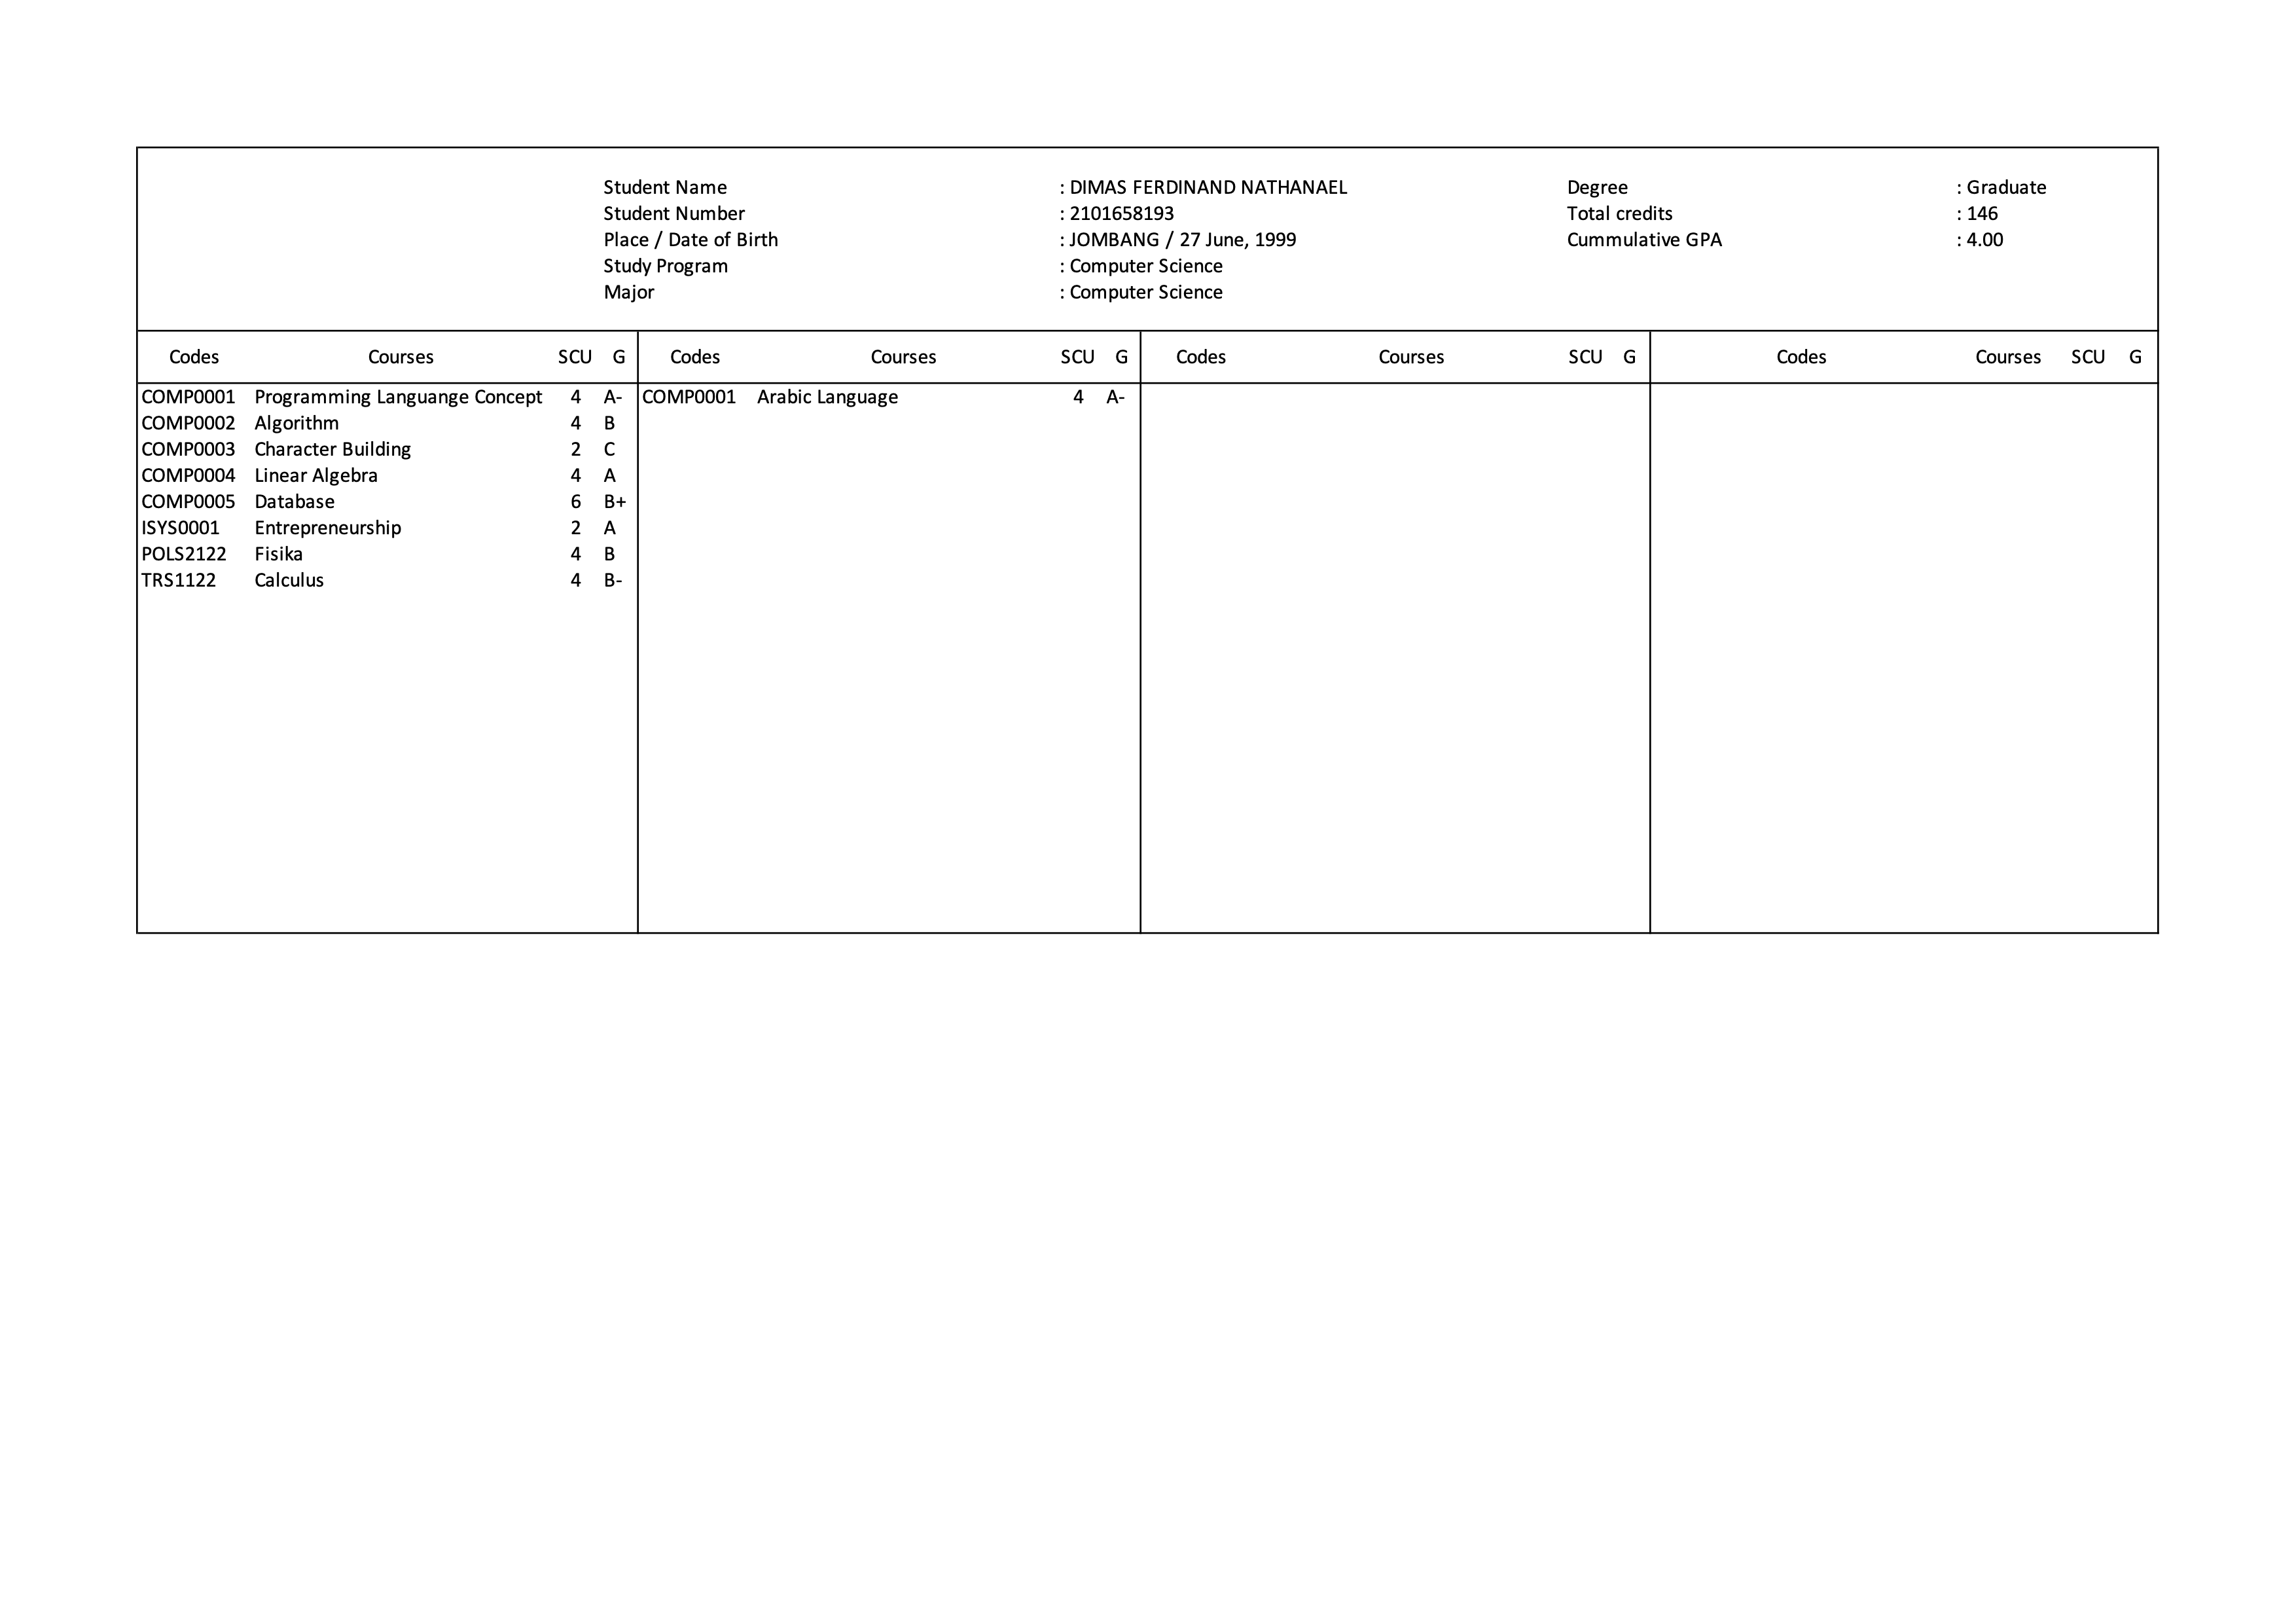 Student Name : DIMAS FERDINAND NATHANAEL Degree : Graduate
Student Number : 2101658193 Total credits : 146
Place / Date of Birth : JOMBANG / 27 June, 1999 Cummulative GPA : 4.00
Study Program : Computer Science
Major : Computer Science
Codes Courses SCU G Codes Courses SCU G Codes Courses SCU G Codes Courses SCU G
COMP0001 Programming Languange Concept 4 A- COMP0001 Arabic Language 4 A-
COMP0002 Algorithm 4 B
COMP0003 Character Building 2 C
COMP0004 Linear Algebra 4 A
COMP0005 Database 6 B+
ISYS0001 Entrepreneurship 2 A
POLS2122 Fisika 4 B
TRS1122 Calculus 4 B-